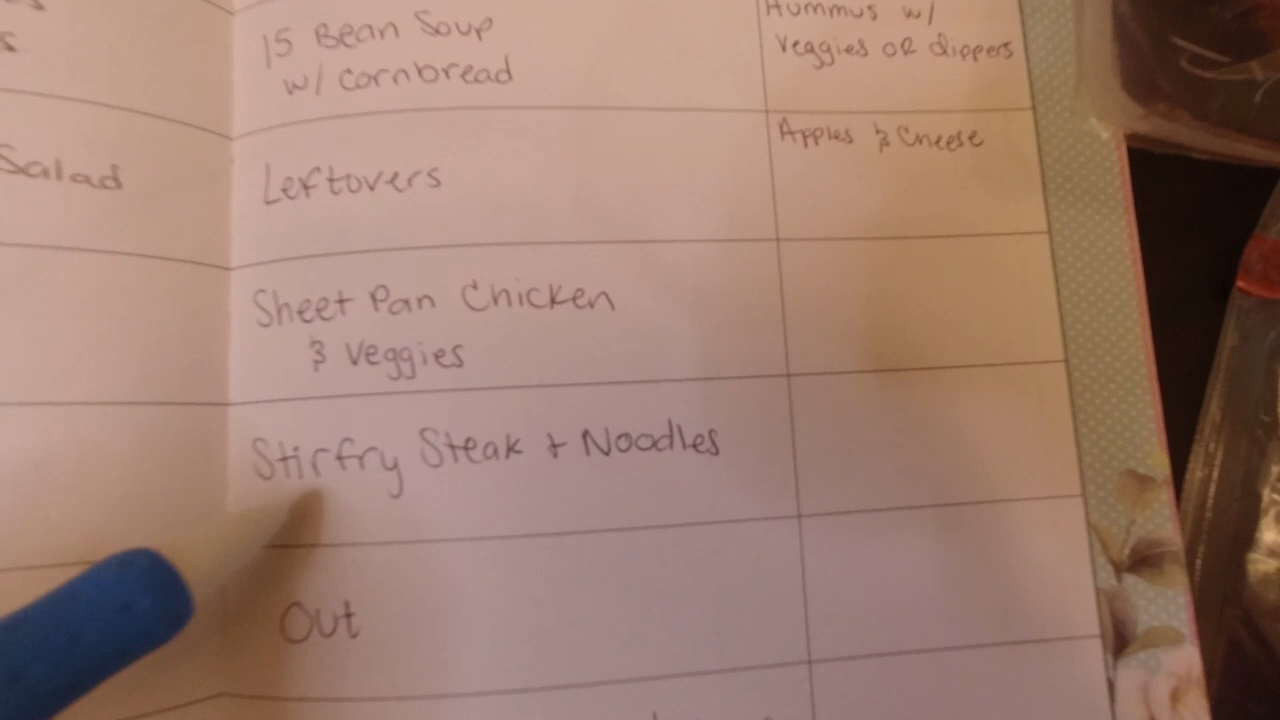 15 Bean Soup
w/ cornbread
Hummus w/
Veggies or dippers
Salad
Leftovers
Apples & Cheese
Sheet Pan Chicken
& Veggies
Stirfry Steak + Noodles
Out